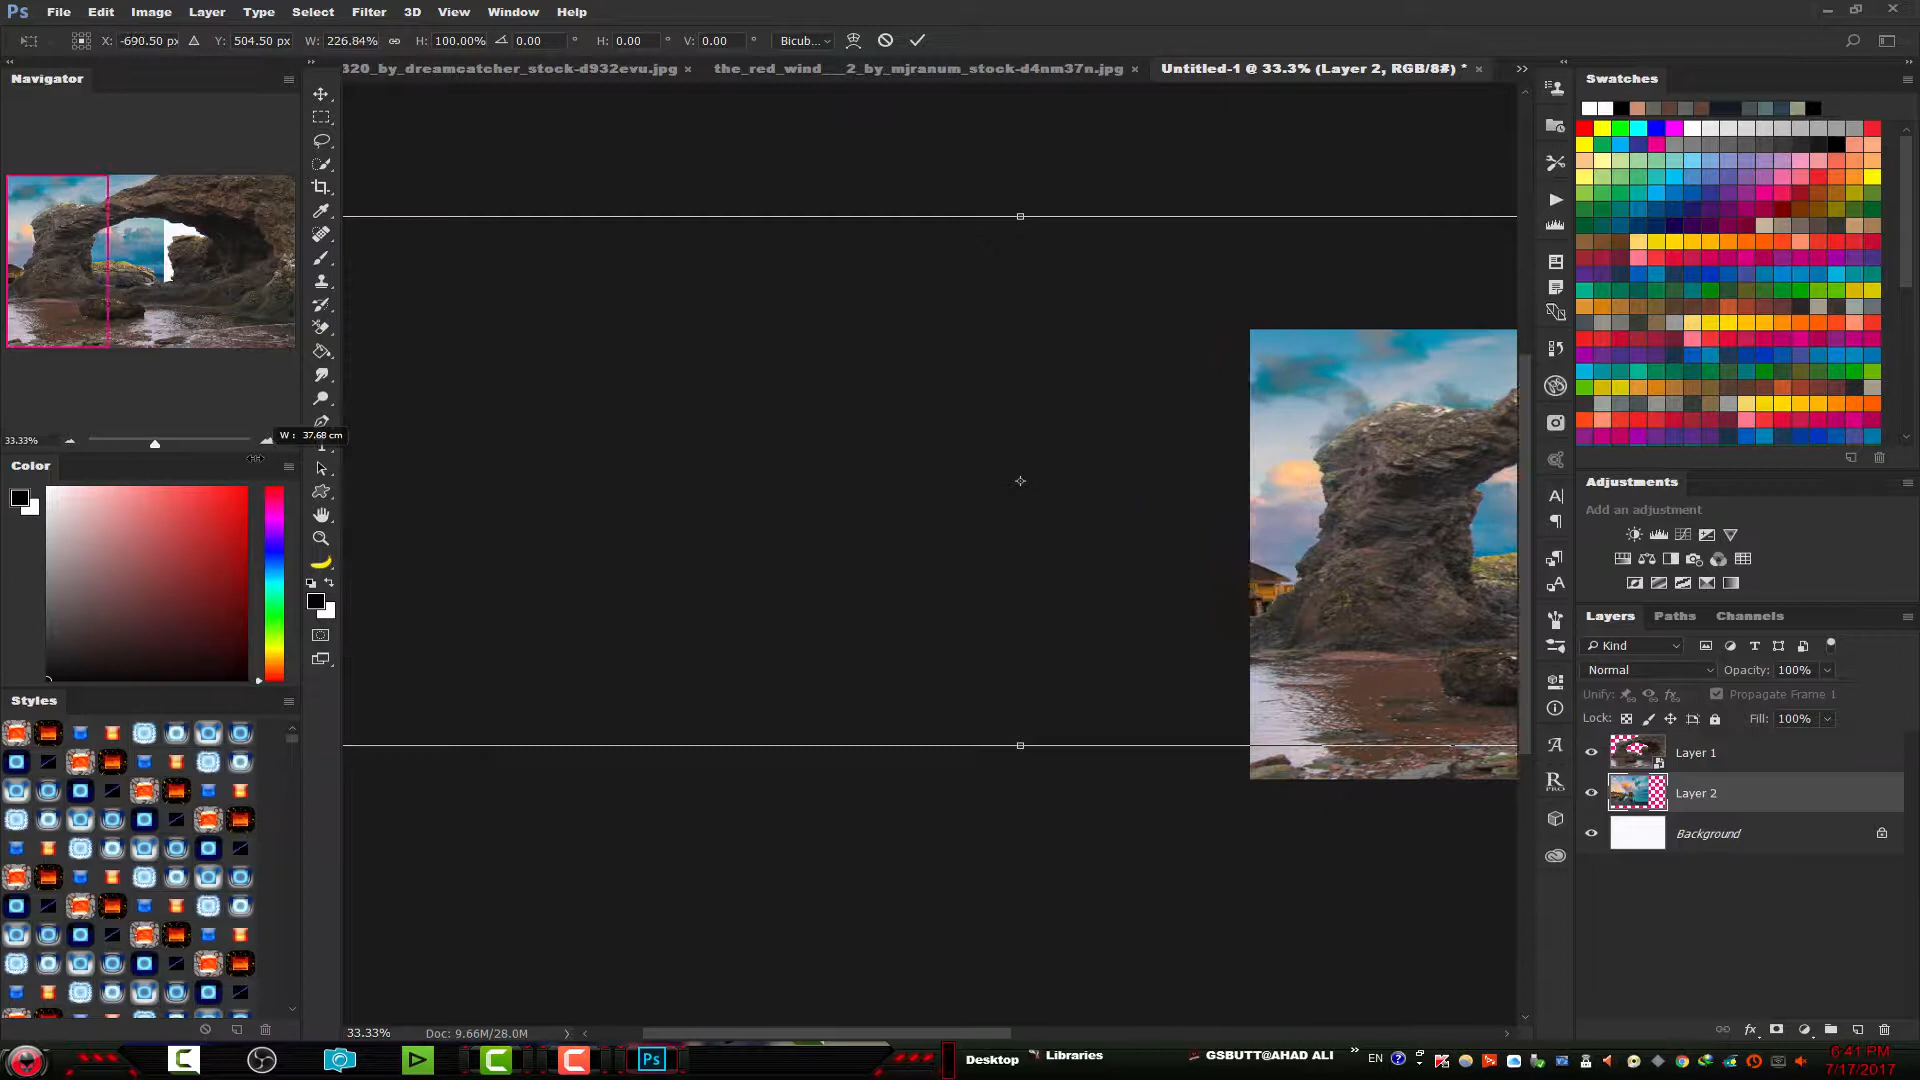 Ps File Edit Image Layer Type Select Filter 3D View Window Help
X: -690.50 px Y: 504.50 px W: 226.84% H: 100.00% 0.00 ° H: 0.00 ° V: 0.00 ° Bicub...
Navigator
320_by_dreamcatcher_stock-d932evu.jpg × the_red_wind___2_by_mjranum_stock-d4nm37n.jpg × Untitled-1 @ 33.3% (Layer 2, RGB/8#) * ×
Swatches
33.33%
W : 37.68 cm
Color
Adjustments
Add an adjustment
Layers Paths Channels
Kind
Normal Opacity: 100%
Unify: Propagate Frame 1
Lock: Fill: 100%
Styles
Layer 1
Layer 2
Background
33.33% Doc: 9.66M/28.0M
Ps Desktop Libraries GSBUTT@AHAD ALI EN
6:41 PM
7/17/2017